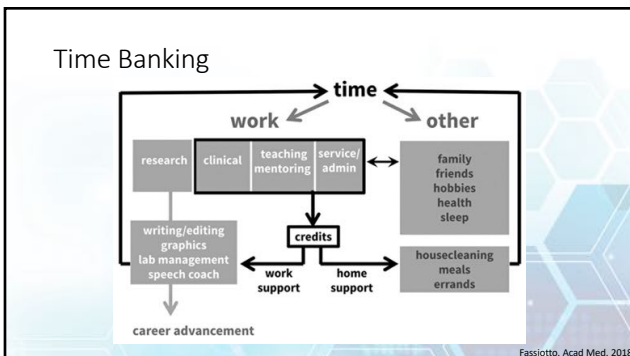 Time Banking
time
work
other
research
clinical
teaching
mentoring
service/
admin
family
friends
hobbies
health
sleep
credits
writing/editing
graphics
lab management
speech coach
work
support
home
support
housecleaning
meals
errands
career advancement
Fassiotto. Acad Med. 2018